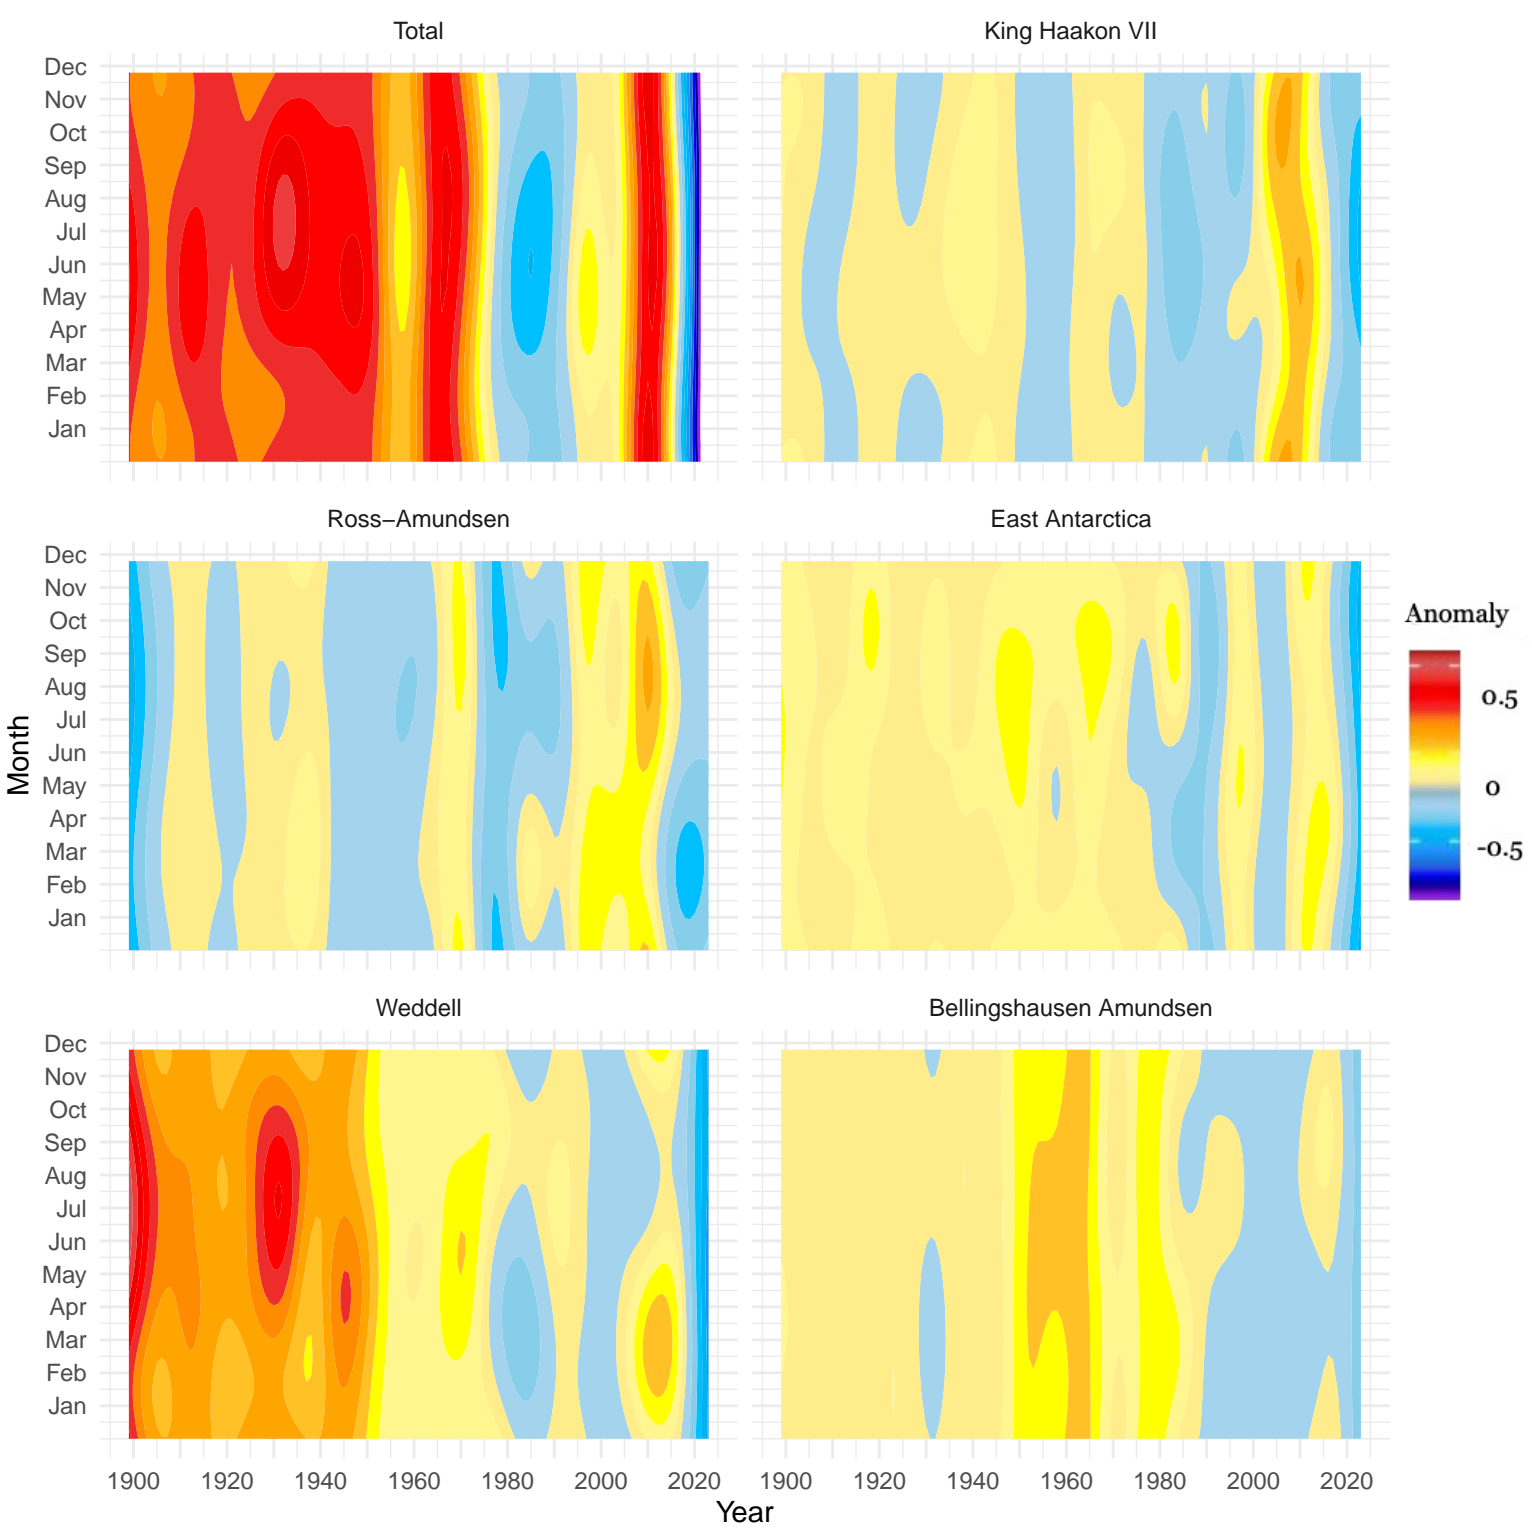 Total
King Haakon VII
Dec
Nov
Oct
Sep
Aug
Jul
Jun
May
Apr
Mar
Feb
Jan
Ross−Amundsen
East Antarctica
Dec
Nov
Oct
Sep
Aug
Jul
Jun
May
Apr
Mar
Feb
Jan
Month
Anomaly
0.5
0
-0.5
Weddell
Bellingshausen Amundsen
Dec
Nov
Oct
Sep
Aug
Jul
Jun
May
Apr
Mar
Feb
Jan
1900 1920 1940 1960 1980 2000 2020
1900 1920 1940 1960 1980 2000 2020
Year